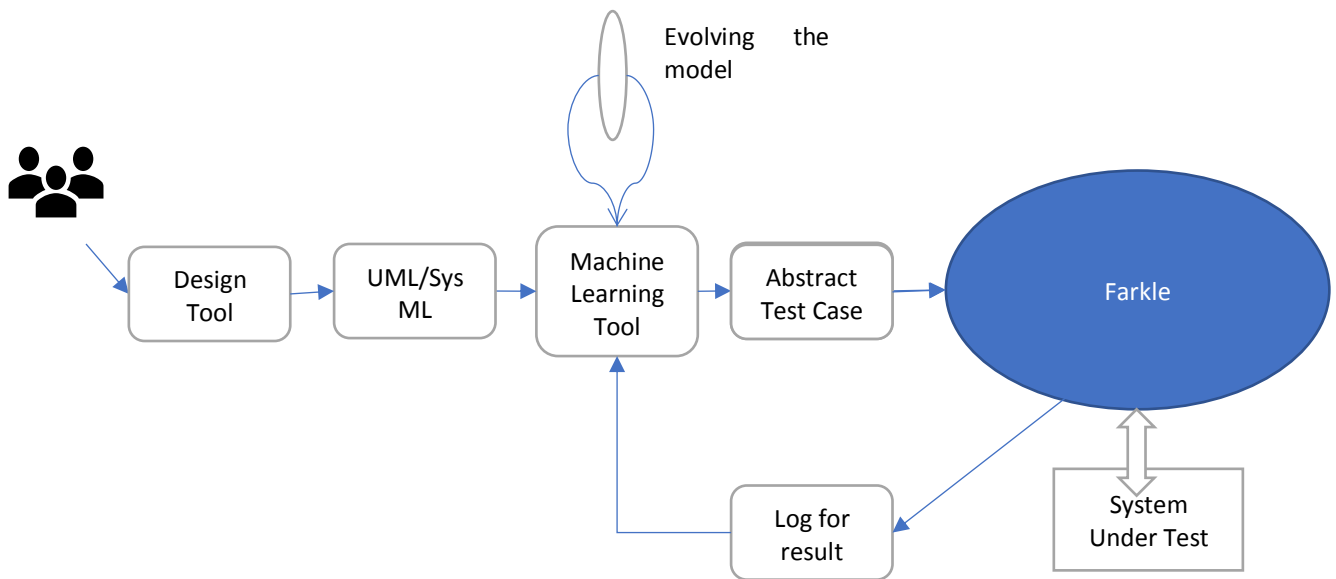 Evolving the
model
Design
Tool
UML/Sys
ML
Machine
Learning
Tool
Abstract
Test Case
Farkle
Log for
result
System
Under Test